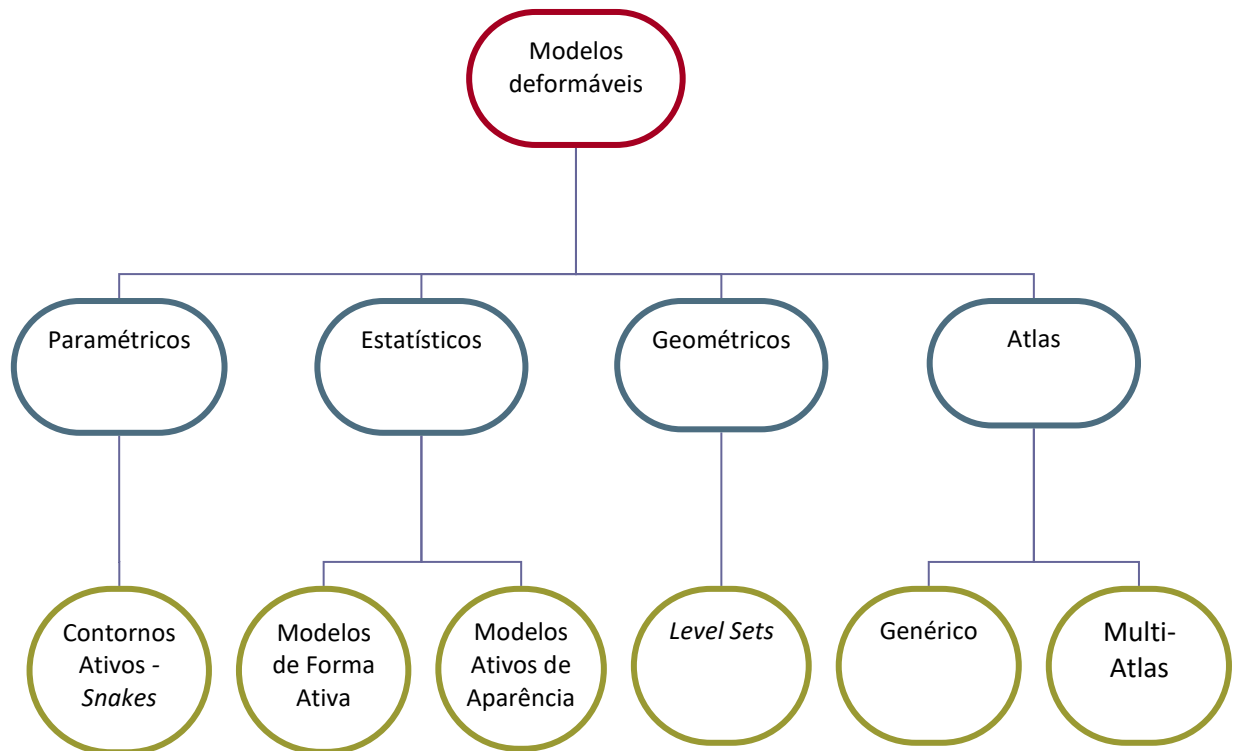 Modelos
deformáveis
Paramétricos
Estatísticos
Geométricos
Atlas
Contornos
Ativos -
Snakes
Modelos
de Forma
Ativa
Modelos
Ativos de
Aparência
Level Sets
Genérico
Multi-
Atlas